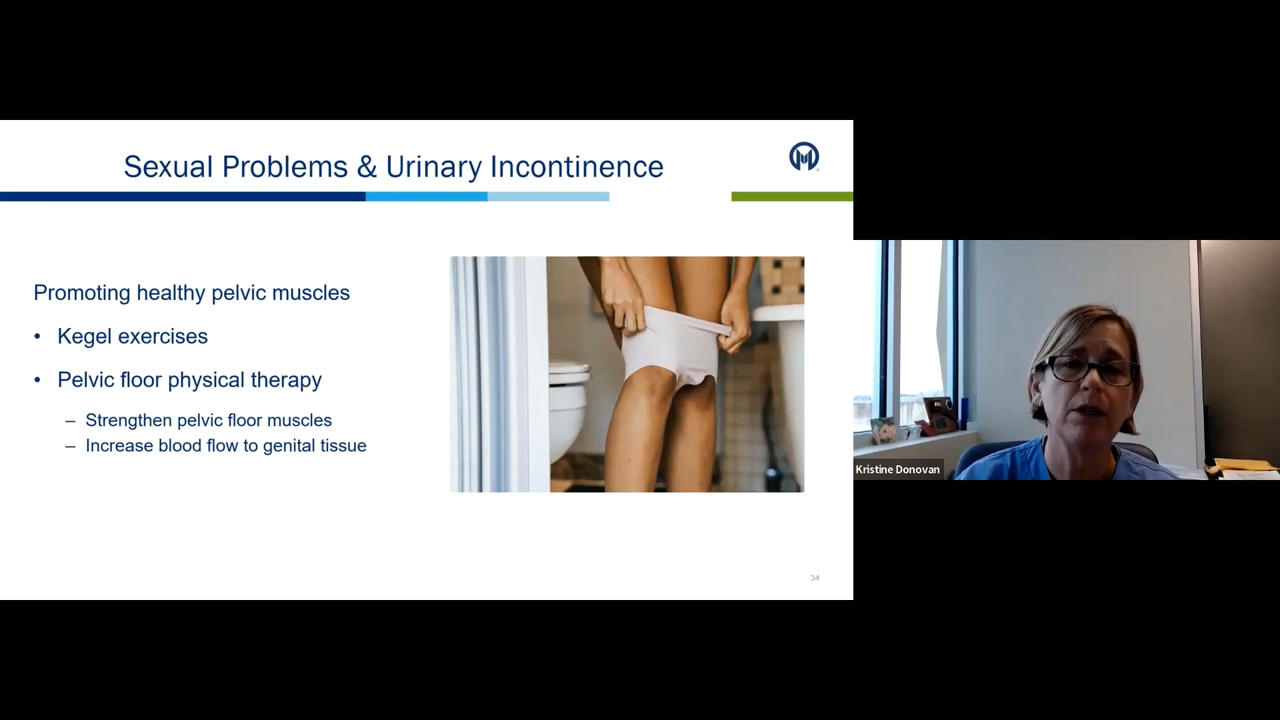 Sexual Problems & Urinary Incontinence
Promoting healthy pelvic muscles
• Kegel exercises
• Pelvic floor physical therapy
– Strengthen pelvic floor muscles
– Increase blood flow to genital tissue
34
Kristine Donovan